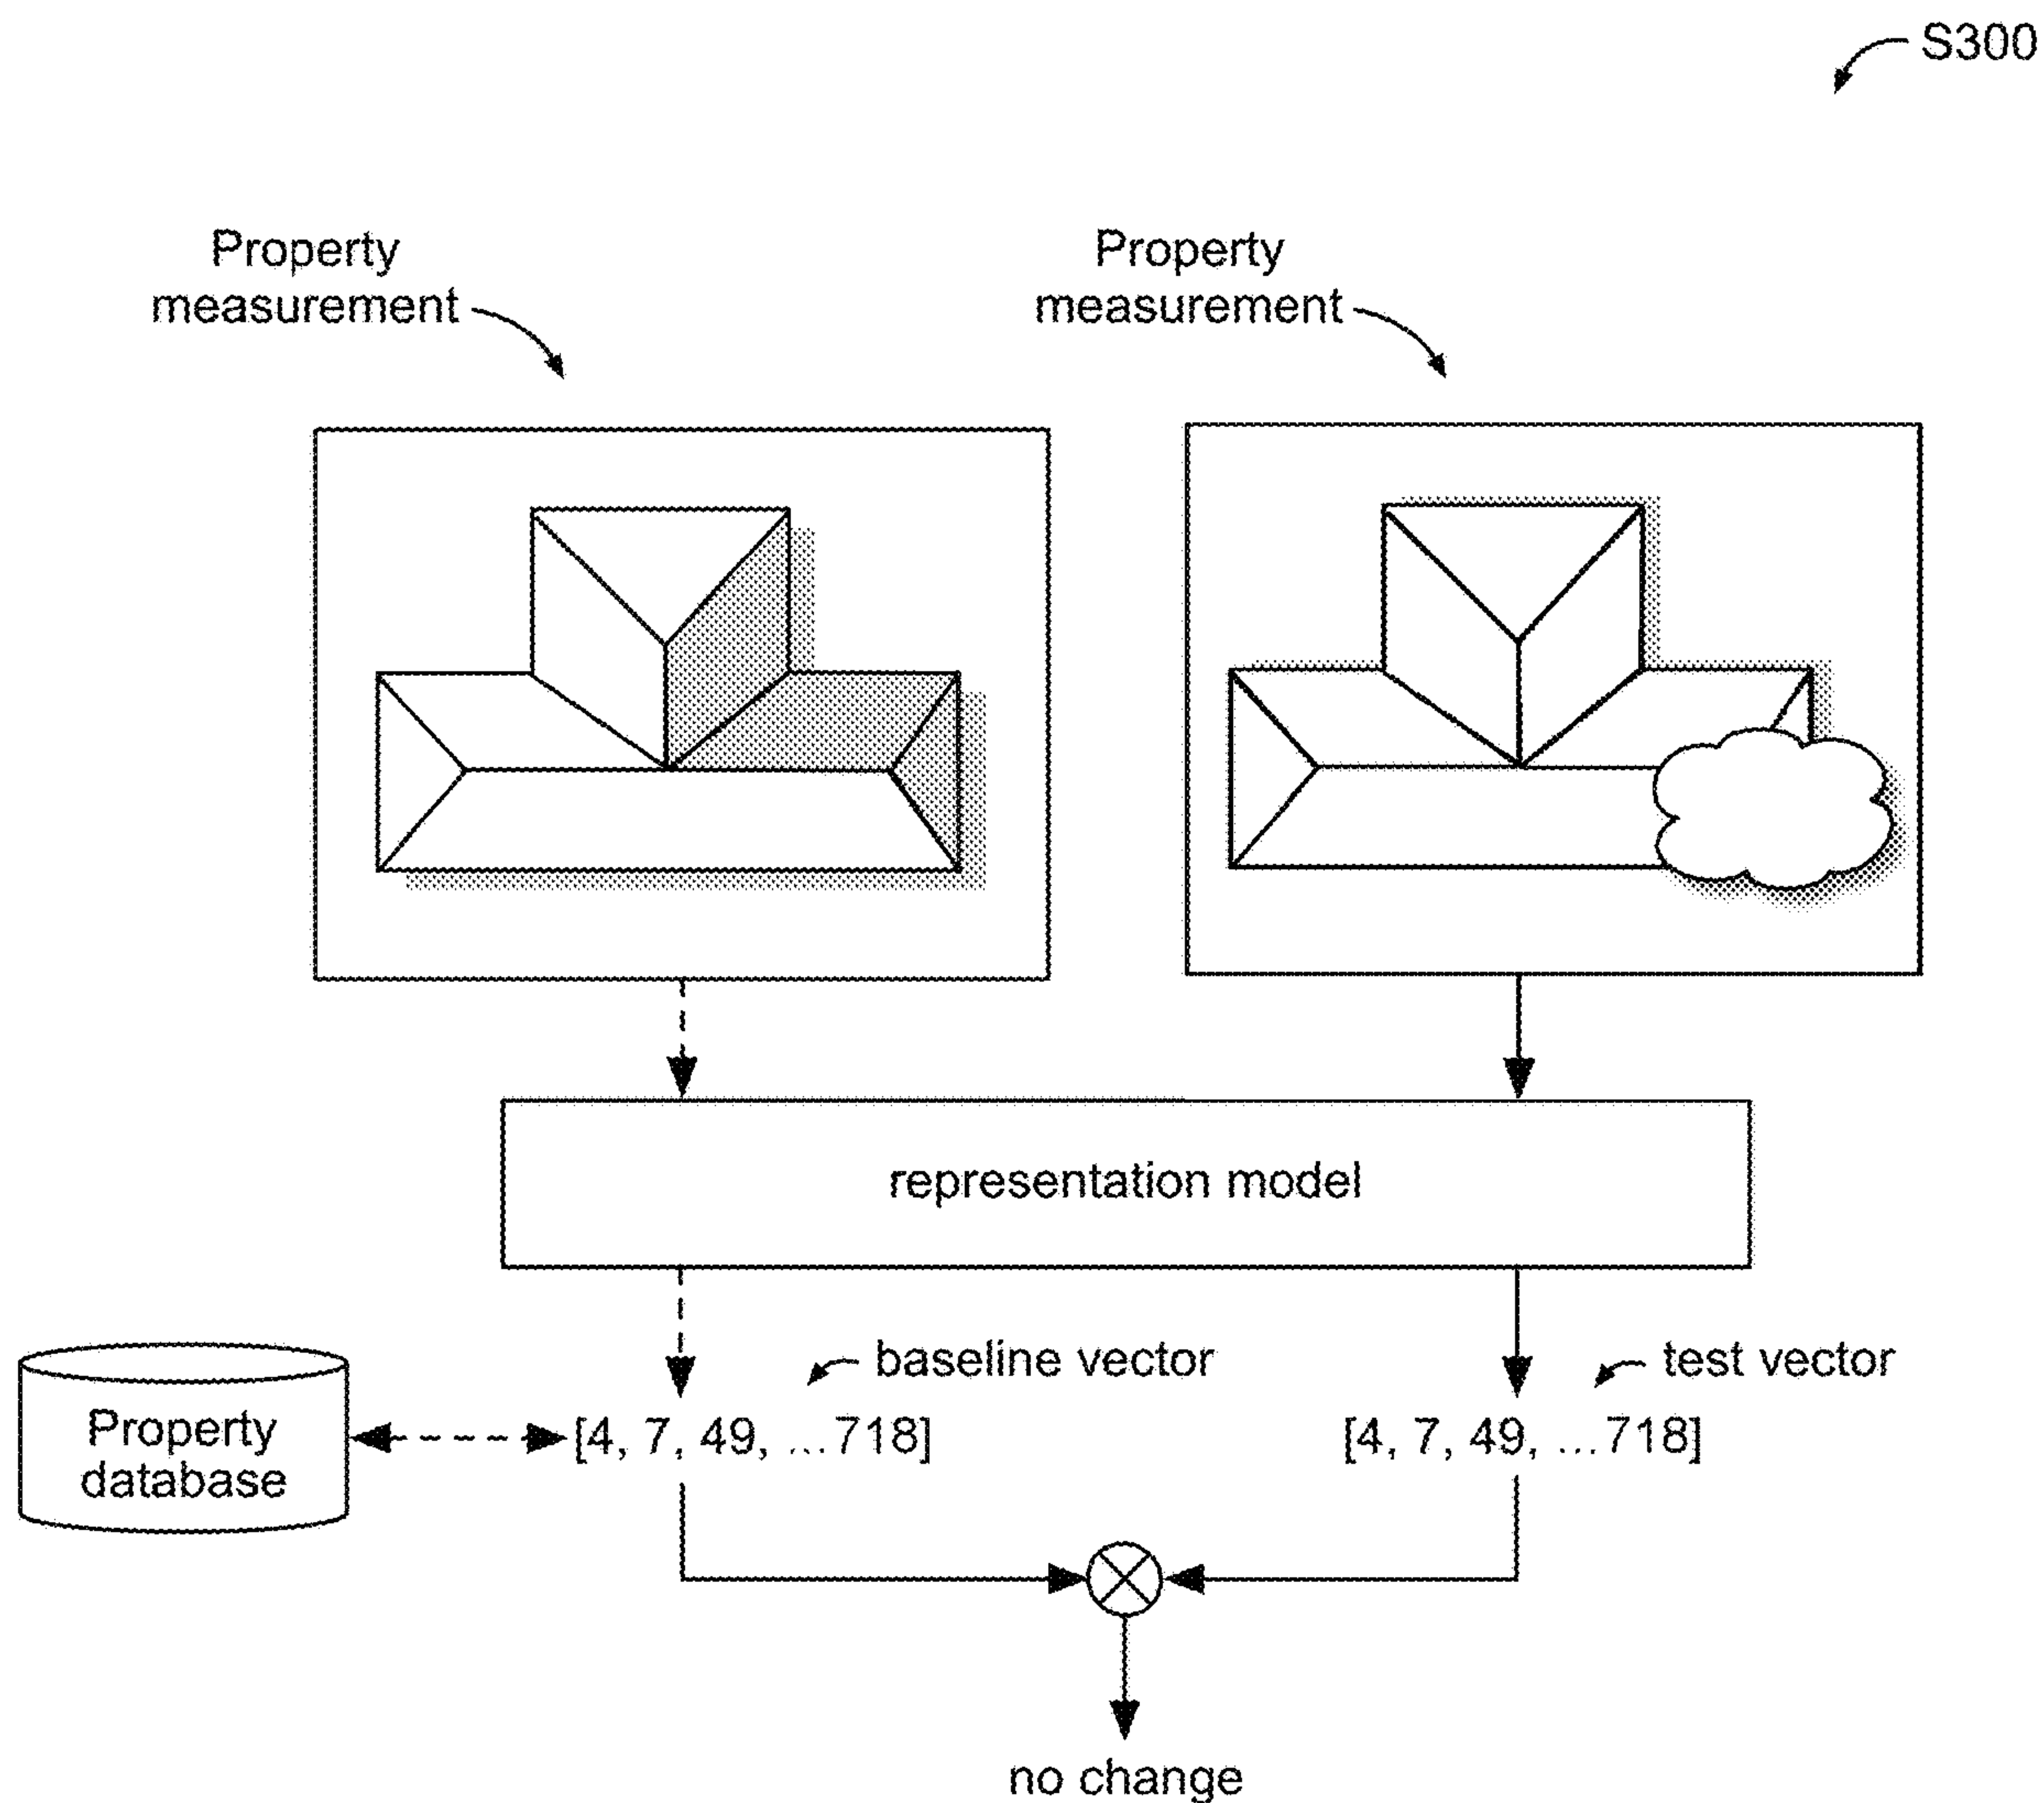 S300
Property
measurement
Property
measurement
representation model
baseline vector
test vector
Property
database
[4, 7, 49, ...718]
[4, 7, 49, ...718]
no change